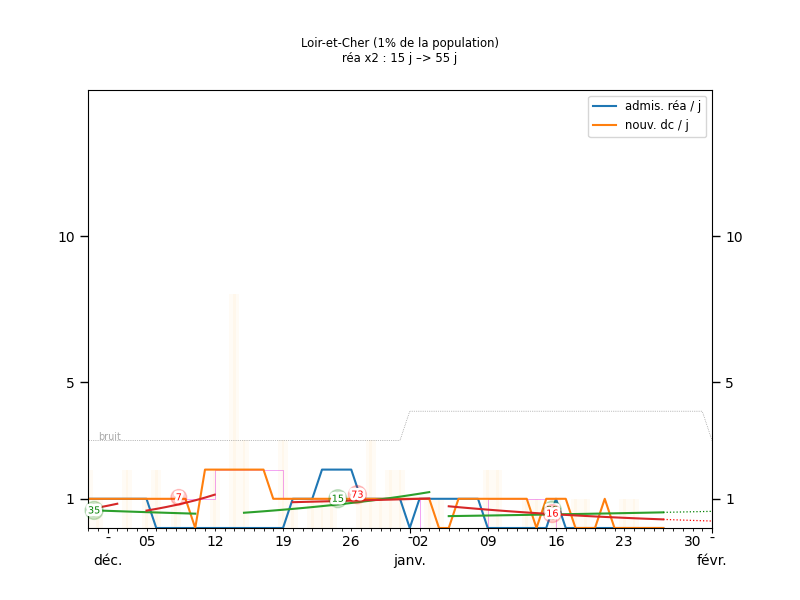 Loir-et-Cher (1% de la population)
réa x2 : 15 j –> 55 j
admis. réa / j
nouv. dc / j
10
10
5
5
bruit
1
1
35
7
15
73
16
- 05 12 19 26 - 02 09 16 23 30 -
déc. janv. févr.